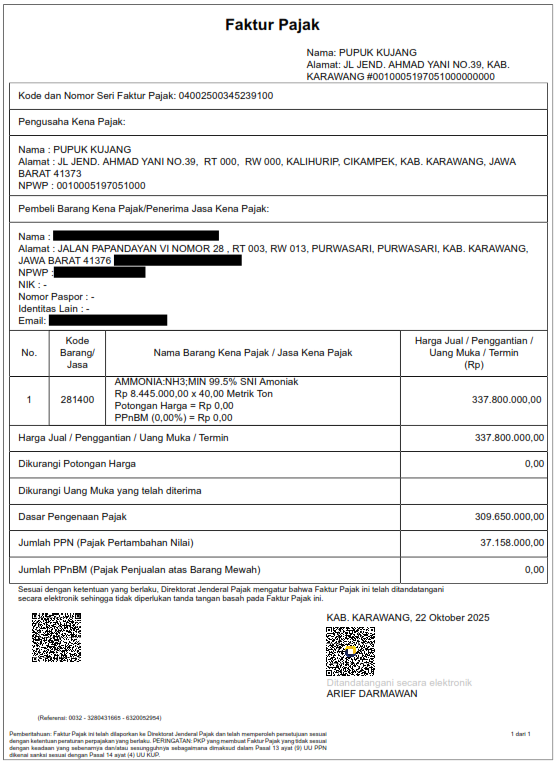 Faktur Pajak
Nama: PUPUK KUJANG
Alamat: JL JEND. AHMAD YANI NO.39, KAB.
KARAWANG #0010005197051000000000
Kode dan Nomor Seri Faktur Pajak: 04002500345239100
Pengusaha Kena Pajak:
Nama : PUPUK KUJANG
Alamat : JL JEND. AHMAD YANI NO.39, RT 000, RW 000, KALIHURIP, CIKAMPEK, KAB. KARAWANG, JAWA
BARAT 41373
NPWP : 0010005197051000
Pembeli Barang Kena Pajak/Penerima Jasa Kena Pajak:
Nama :
Alamat : JALAN PAPANDAYAN VI NOMOR 28 , RT 003, RW 013, PURWASARI, PURWASARI, KAB. KARAWANG,
JAWA BARAT 41376
NPWP :
NIK : -
Nomor Paspor : -
Identitas Lain : -
Email:
No.
Kode
Barang/
Jasa
Nama Barang Kena Pajak / Jasa Kena Pajak
Harga Jual / Penggantian /
Uang Muka / Termin
(Rp)
1
281400
AMMONIA:NH3;MIN 99.5% SNI Amoniak
Rp 8.445.000,00 x 40,00 Metrik Ton
Potongan Harga = Rp 0,00
PPnBM (0,00%) = Rp 0,00
337.800.000,00
Harga Jual / Penggantian / Uang Muka / Termin 337.800.000,00
Dikurangi Potongan Harga 0,00
Dikurangi Uang Muka yang telah diterima
Dasar Pengenaan Pajak 309.650.000,00
Jumlah PPN (Pajak Pertambahan Nilai) 37.158.000,00
Jumlah PPnBM (Pajak Penjualan atas Barang Mewah) 0,00
Sesuai dengan ketentuan yang berlaku, Direktorat Jenderal Pajak mengatur bahwa Faktur Pajak ini telah ditandatangani
secara elektronik sehingga tidak diperlukan tanda tangan basah pada Faktur Pajak ini.
KAB. KARAWANG, 22 Oktober 2025
Ditandatangani secara elektronik
ARIEF DARMAWAN
(Referensi: 0032 - 3280431665 - 6320052954)
Pemberitahuan: Faktur Pajak ini telah dilaporkan ke Direktorat Jenderal Pajak dan telah memperoleh persetujuan sesuai
dengan ketentuan peraturan perpajakan yang berlaku. PERINGATAN: PKP yang membuat Faktur Pajak yang tidak sesuai
dengan keadaan yang sebenarnya dan/atau sesungguhnya sebagaimana dimaksud dalam Pasal 13 ayat (9) UU PPN
dikenai sanksi sesuai dengan Pasal 14 ayat (4) UU KUP.
1 dari 1